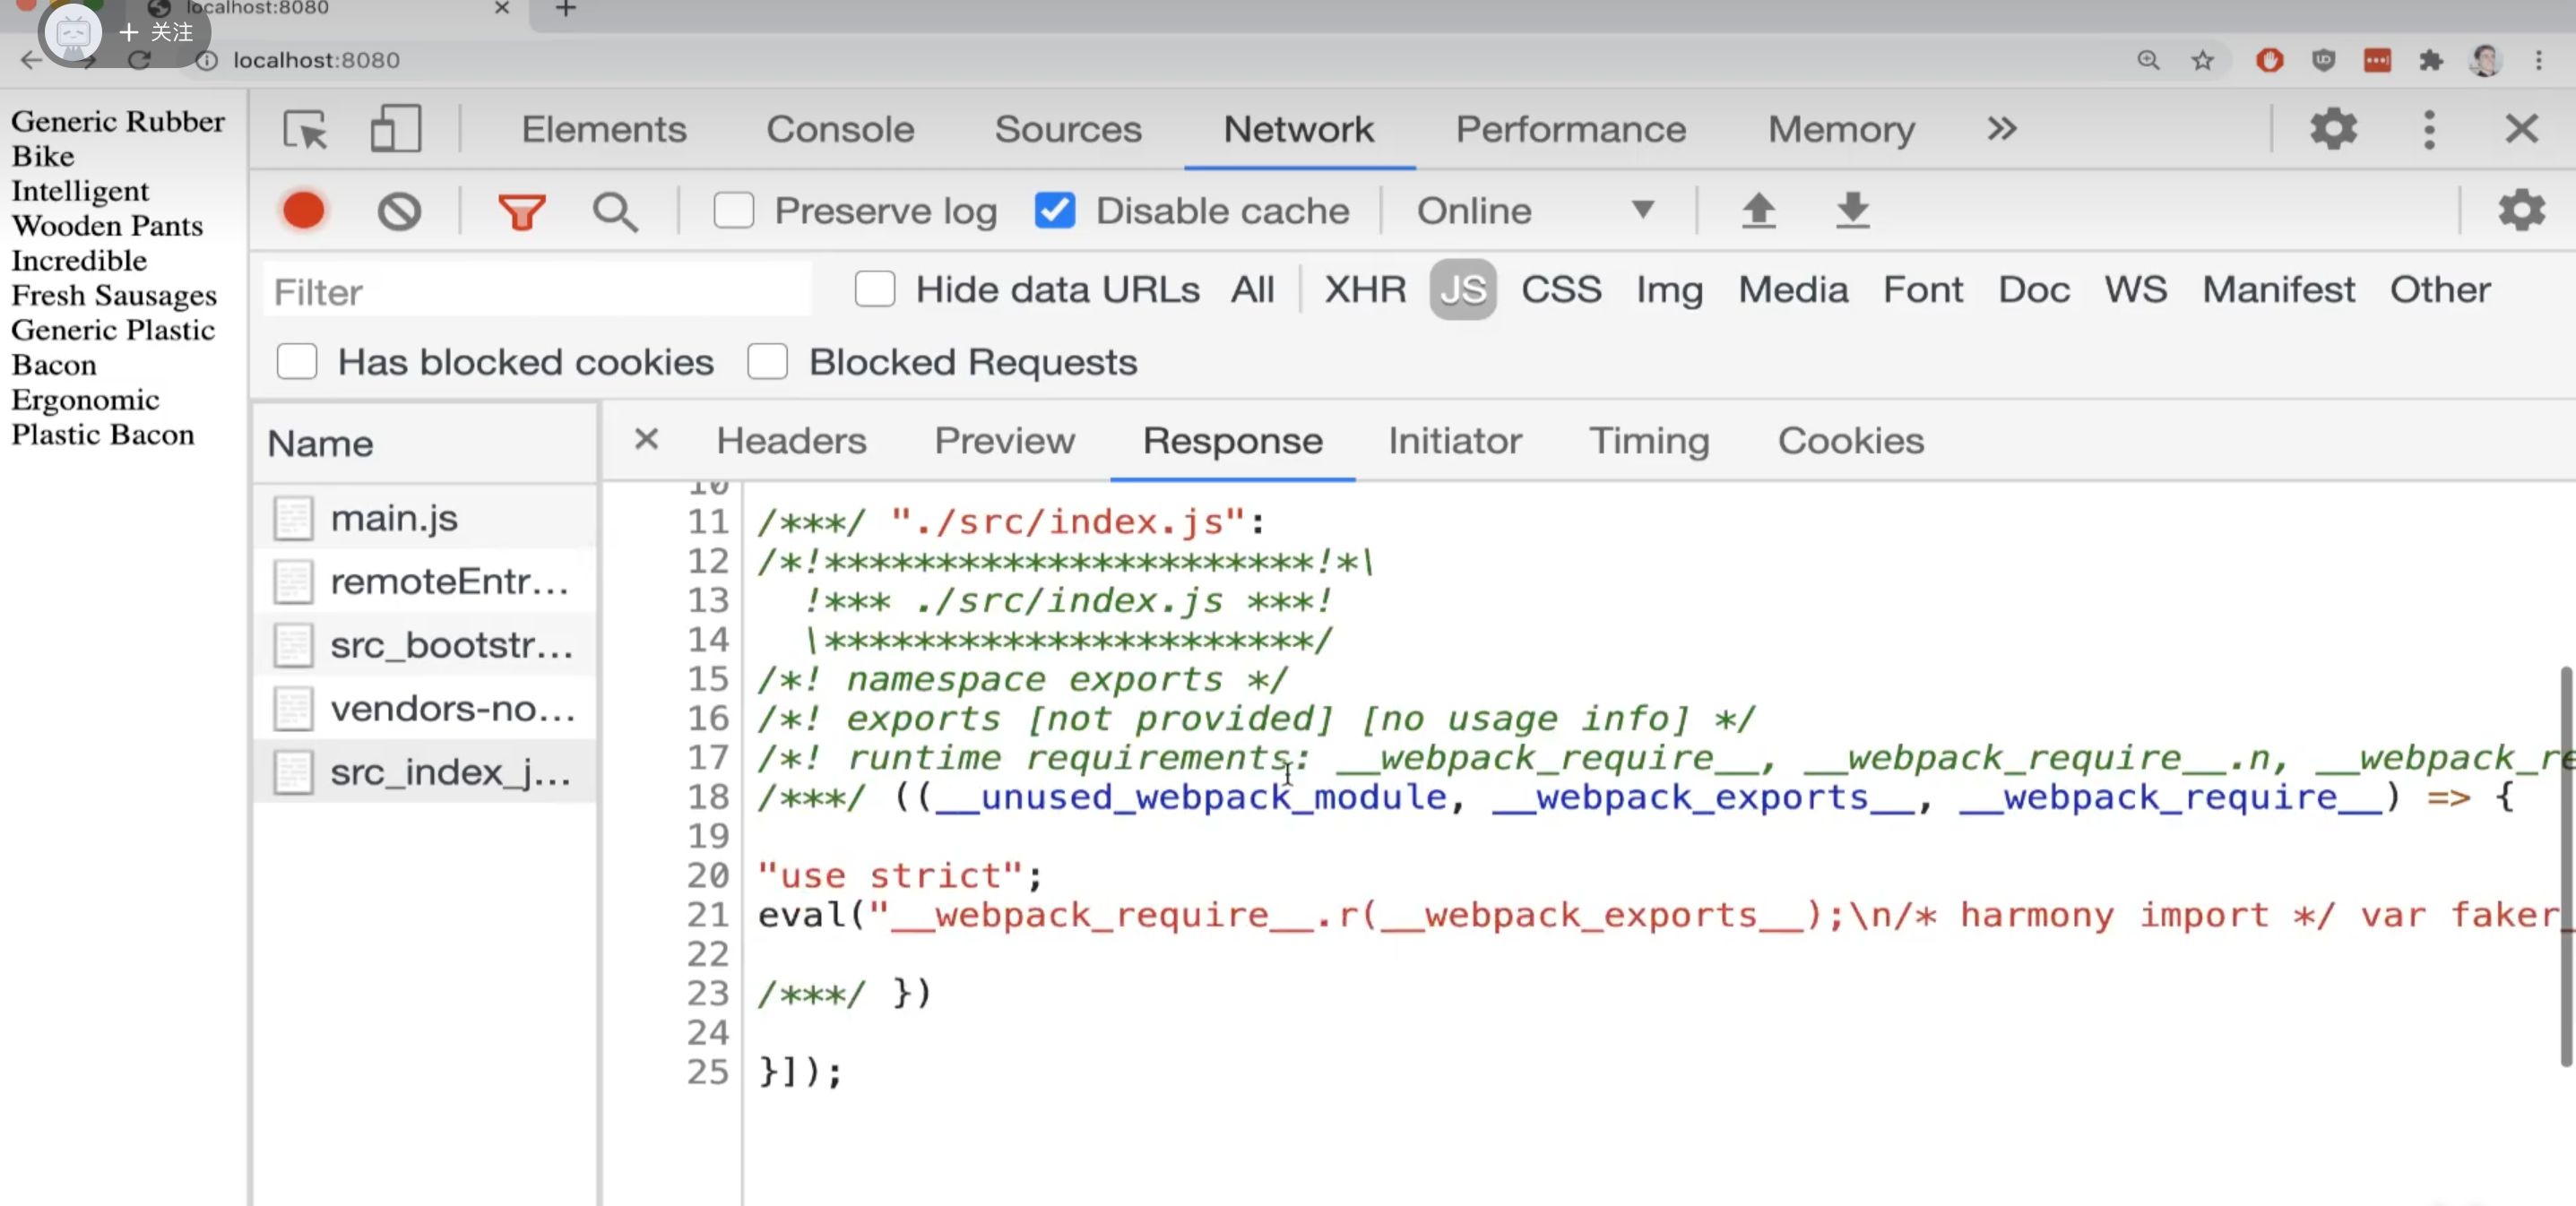 localhost:8080
+ 关注
localhost:8080
Generic Rubber
Bike
Intelligent
Wooden Pants
Incredible
Fresh Sausages
Generic Plastic
Bacon
Ergonomic
Plastic Bacon
Elements Console Sources Network Performance Memory »
Preserve log Disable cache Online
Filter Hide data URLs All XHR JS CSS Img Media Font Doc WS Manifest Other
Has blocked cookies Blocked Requests
Name
main.js
remoteEntr...
src_bootstr...
vendors-no...
src_index_j...
Headers Preview Response Initiator Timing Cookies
10
11 /***/ "./src/index.js":
12 /*!**********************!*\
13 !*** ./src/index.js ***!
14 \**********************/
15 /*! namespace exports */
16 /*! exports [not provided] [no usage info] */
17 /*! runtime requirements: __webpack_require__, __webpack_require__.n, __webpack_re
18 /***/ ((__unused_webpack_module, __webpack_exports__, __webpack_require__) => {
19
20 "use strict";
21 eval("__webpack_require__.r(__webpack_exports__);\n/* harmony import */ var faker_
22
23 /***/ })
24
25 }]);